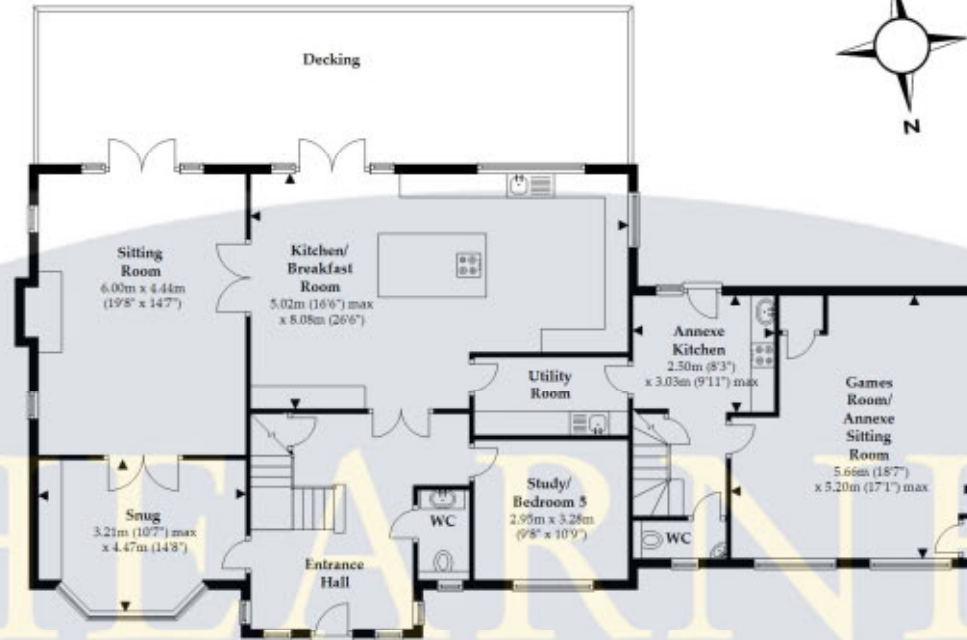 Decking
N
Sitting
Room
6.00m x 4.44m
(19'8" x 14'7")
Kitchen/
Breakfast
Room
5.02m (16'6") max
x 8.08m (26'6")
Annexe
Kitchen
2.50m (8'3")
x 3.03m (9'11") max
Utility
Room
Games
Room/
Annexe
Sitting
Room
5.66m (18'7")
x 5.20m (17'1") max
Snug
3.21m (10'7") max
x 4.47m (14'8")
WC
Study/
Bedroom 5
2.95m x 3.28m
(9'8" x 10'9")
WC
Entrance
Hall
HEARNE